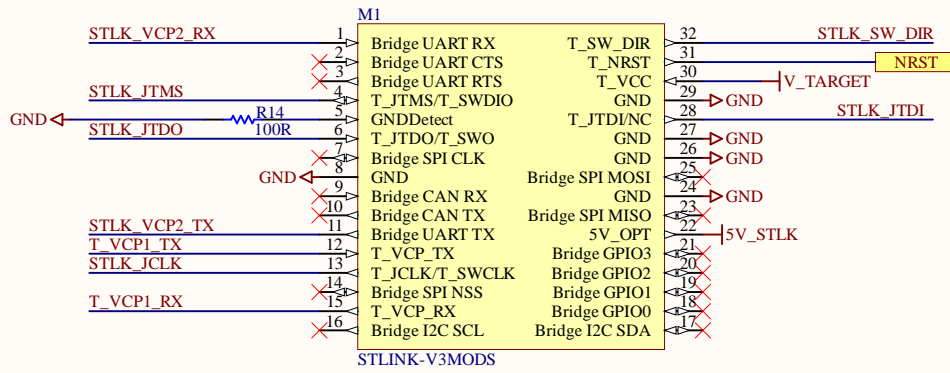 M1
STLK_VCP2_RX 1 Bridge UART RX T_SW_DIR 32 STLK_SW_DIR
2 Bridge UART CTS T_NRST 31 NRST
3 Bridge UART RTS T_VCC 30 V_TARGET
STLK_JTMS 4 T_JTMS/T_SWDIO GND 29 GND
GND R14 100R 5 GNDDetect T_JTDI/NC 28 STLK_JTDI
STLK_JTDO 6 T_JTDO/T_SWO GND 27 GND
7 Bridge SPI CLK GND 26 GND
GND 8 GND Bridge SPI MOSI 25
9 Bridge CAN RX GND 24 GND
10 Bridge CAN TX Bridge SPI MISO 23
STLK_VCP2_TX 11 Bridge UART TX 5V_OPT 22 5V_STLK
T_VCP1_TX 12 T_VCP_TX Bridge GPIO3 21
STLK_JCLK 13 T_JCLK/T_SWCLK Bridge GPIO2 20
14 Bridge SPI NSS Bridge GPIO1 19
T_VCP1_RX 15 T_VCP_RX Bridge GPIO0 18
16 Bridge I2C SCL Bridge I2C SDA 17
STLINK-V3MODS